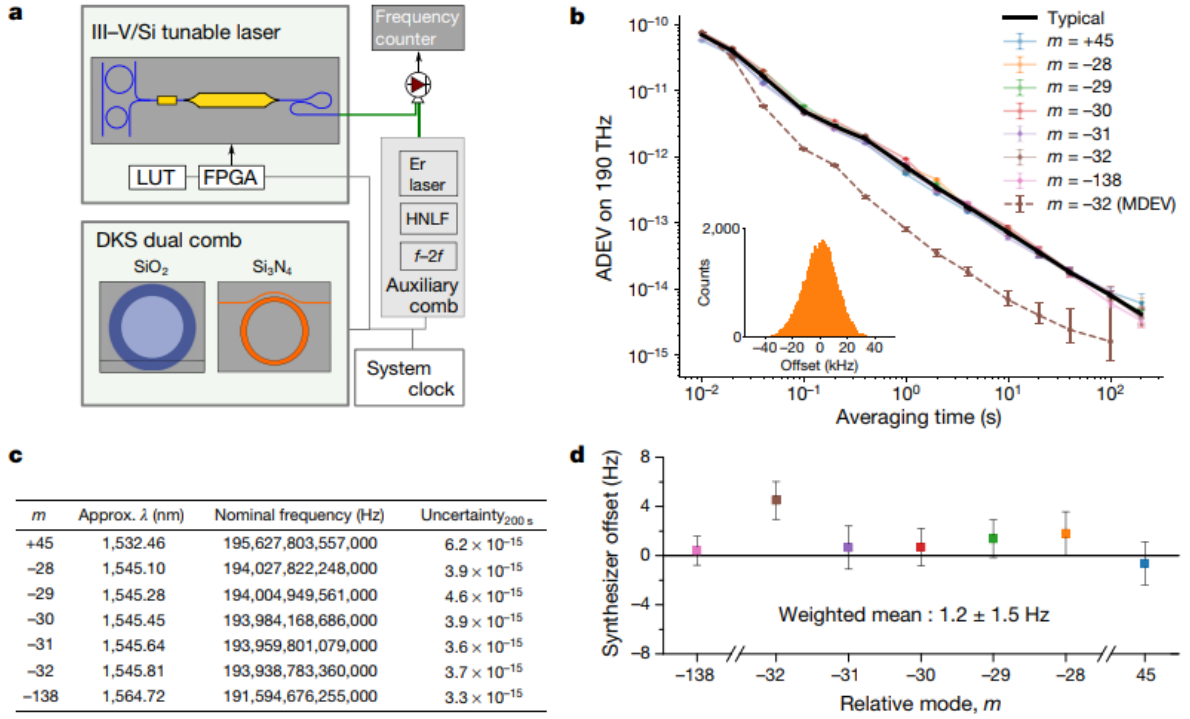 a
III–V/Si tunable laser
LUT
FPGA
Frequency
counter
Er
laser
HNLF
f–2f
Auxiliary
comb
DKS dual comb
SiO₂
Si₃N₄
System
clock
b
ADEV on 190 THz
10⁻¹⁰
10⁻¹¹
10⁻¹²
10⁻¹³
10⁻¹⁴
10⁻¹⁵
Typical
m = +45
m = –28
m = –29
m = –30
m = –31
m = –32
m = –138
m = –32 (MDEV)
2,000
Counts
0
–40 –20 0 20 40
Offset (kHz)
10⁻² 10⁻¹ 10⁰ 10¹ 10²
Averaging time (s)
c
m Approx. λ (nm) Nominal frequency (Hz) Uncertainty₂₀₀ ₛ
+45 1,532.46 195,627,803,557,000 6.2 × 10⁻¹⁵
–28 1,545.10 194,027,822,248,000 3.9 × 10⁻¹⁵
–29 1,545.28 194,004,949,561,000 4.6 × 10⁻¹⁵
–30 1,545.45 193,984,168,686,000 3.9 × 10⁻¹⁵
–31 1,545.64 193,959,801,079,000 3.6 × 10⁻¹⁵
–32 1,545.81 193,938,783,360,000 3.7 × 10⁻¹⁵
–138 1,564.72 191,594,676,255,000 3.3 × 10⁻¹⁵
d
Synthesizer offset (Hz)
8
4
0
–4
–8
Weighted mean : 1.2 ± 1.5 Hz
–138 –32 –31 –30 –29 –28 45
Relative mode, m